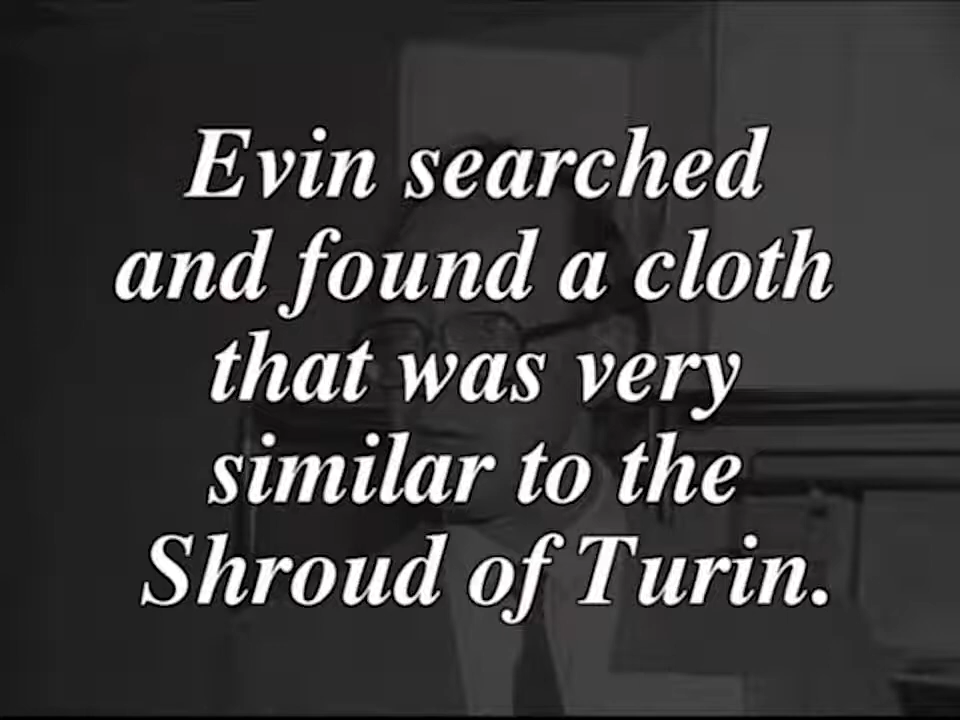 Evin searched
and found a cloth
that was very
similar to the
Shroud of Turin.